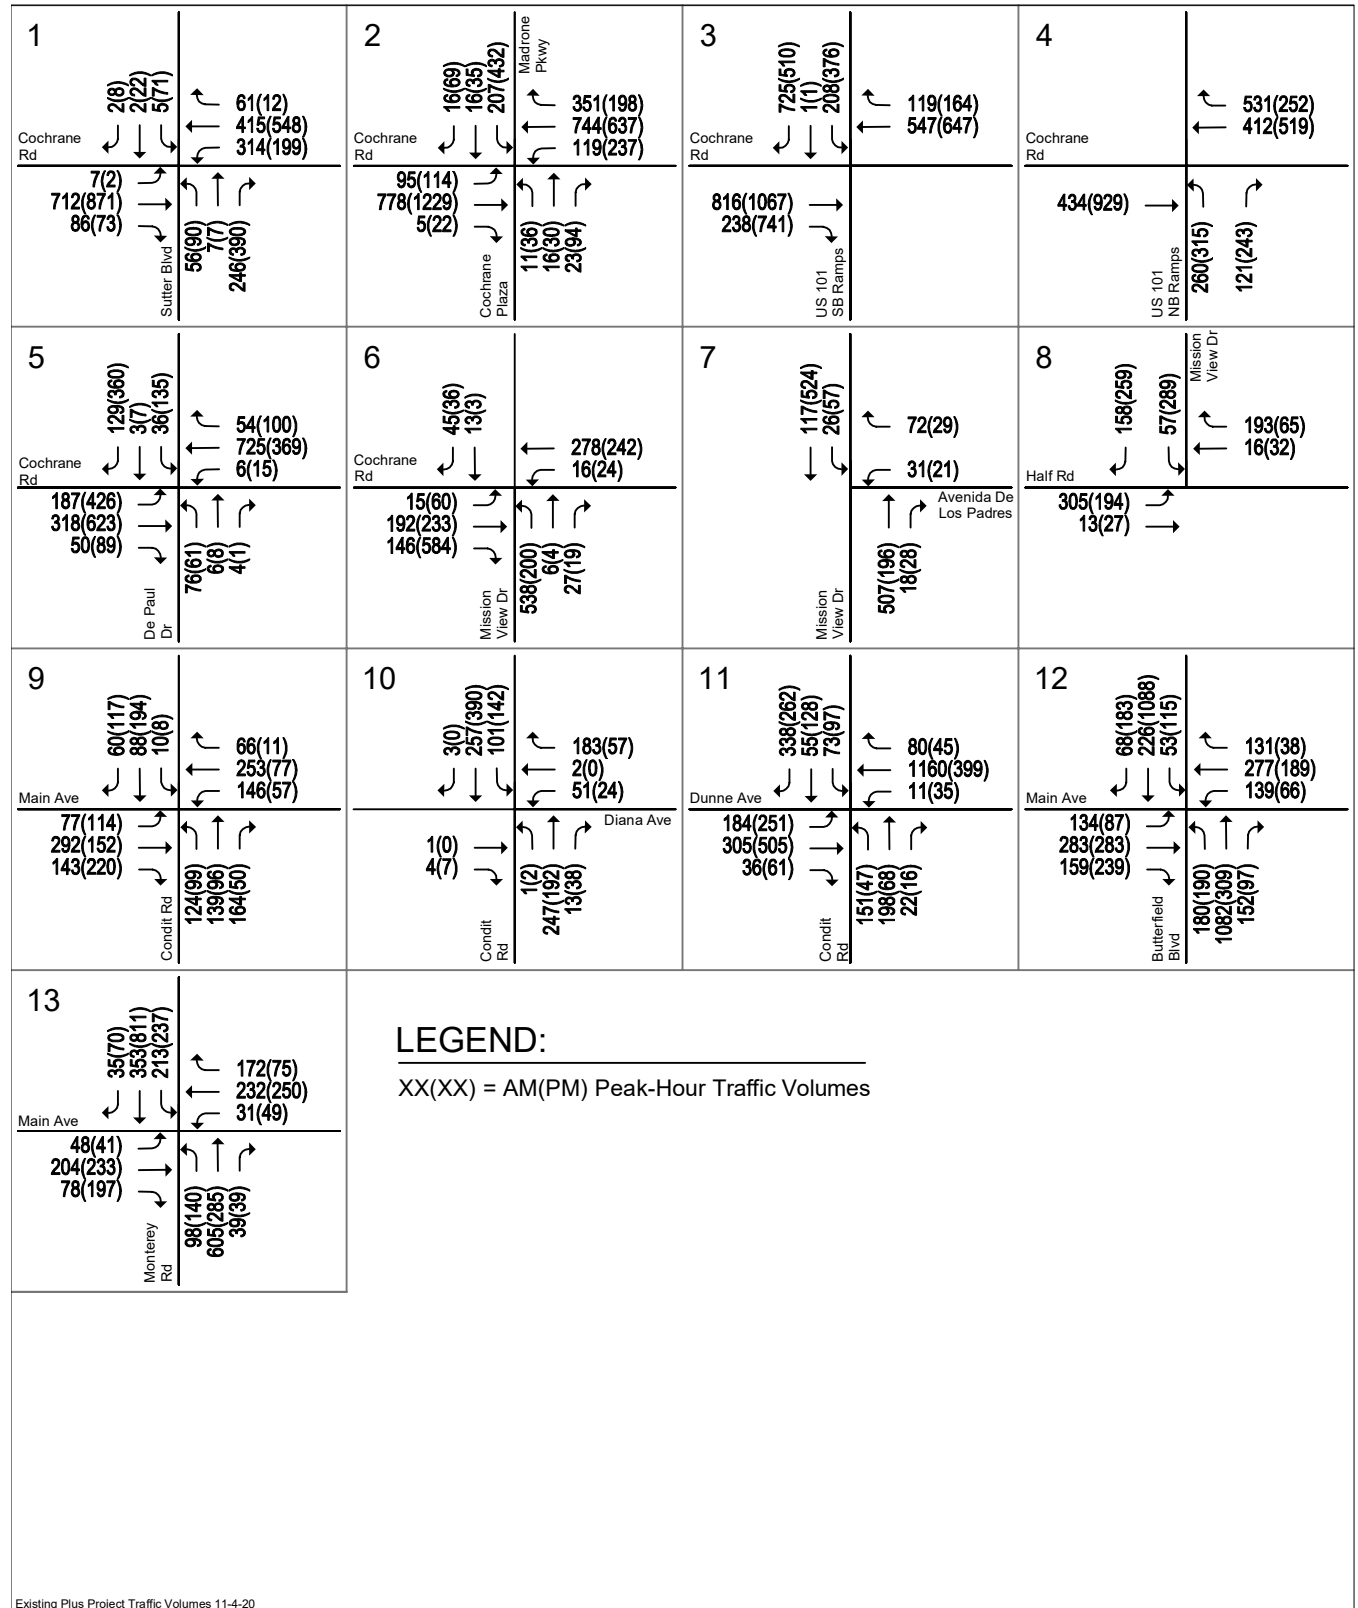 1
2(8)
2(22)
5(71)
61(12)
415(548)
314(199)
Cochrane
Rd
7(2)
712(871)
86(73)
56(90)
7(7)
246(390)
Sutter Blvd
2
16(69)
16(35)
207(432)
Madrone
Pkwy
351(198)
744(637)
119(237)
Cochrane
Rd
95(114)
778(1229)
5(22)
11(36)
16(30)
23(94)
Cochrane
Plaza
3
725(510)
1(1)
208(376)
119(164)
547(647)
Cochrane
Rd
816(1067)
238(741)
US 101
SB Ramps
4
531(252)
412(519)
Cochrane
Rd
434(929)
260(315)
121(243)
US 101
NB Ramps
5
129(360)
3(7)
36(135)
54(100)
725(369)
6(15)
Cochrane
Rd
187(426)
318(623)
50(89)
76(61)
6(8)
4(1)
De Paul
Dr
6
45(36)
13(3)
278(242)
16(24)
Cochrane
Rd
15(60)
192(233)
146(584)
538(200)
6(4)
27(19)
Mission
View Dr
7
117(524)
26(57)
72(29)
31(21)
Avenida De
Los Padres
507(196)
18(28)
Mission
View Dr
8
158(259)
57(289)
Mission
View Dr
193(65)
16(32)
Half Rd
305(194)
13(27)
9
60(117)
88(194)
10(8)
66(11)
253(77)
146(57)
Main Ave
77(114)
292(152)
143(220)
124(99)
139(96)
164(50)
Condit Rd
10
3(0)
257(390)
101(142)
183(57)
2(0)
51(24)
Diana Ave
1(0)
4(7)
1(2)
247(192)
13(38)
Condit
Rd
11
338(262)
55(128)
73(97)
80(45)
1160(399)
11(35)
Dunne Ave
184(251)
305(505)
36(61)
151(47)
198(68)
22(16)
Condit
Rd
12
68(183)
226(1088)
53(115)
131(38)
277(189)
139(66)
Main Ave
134(87)
283(283)
159(239)
180(190)
1082(309)
152(97)
Butterfield
Blvd
13
35(70)
353(811)
213(237)
172(75)
232(250)
31(49)
Main Ave
48(41)
204(233)
78(197)
98(140)
605(285)
39(39)
Monterey
Rd
LEGEND:
XX(XX) = AM(PM) Peak-Hour Traffic Volumes
Existing Plus Project Traffic Volumes 11-4-20